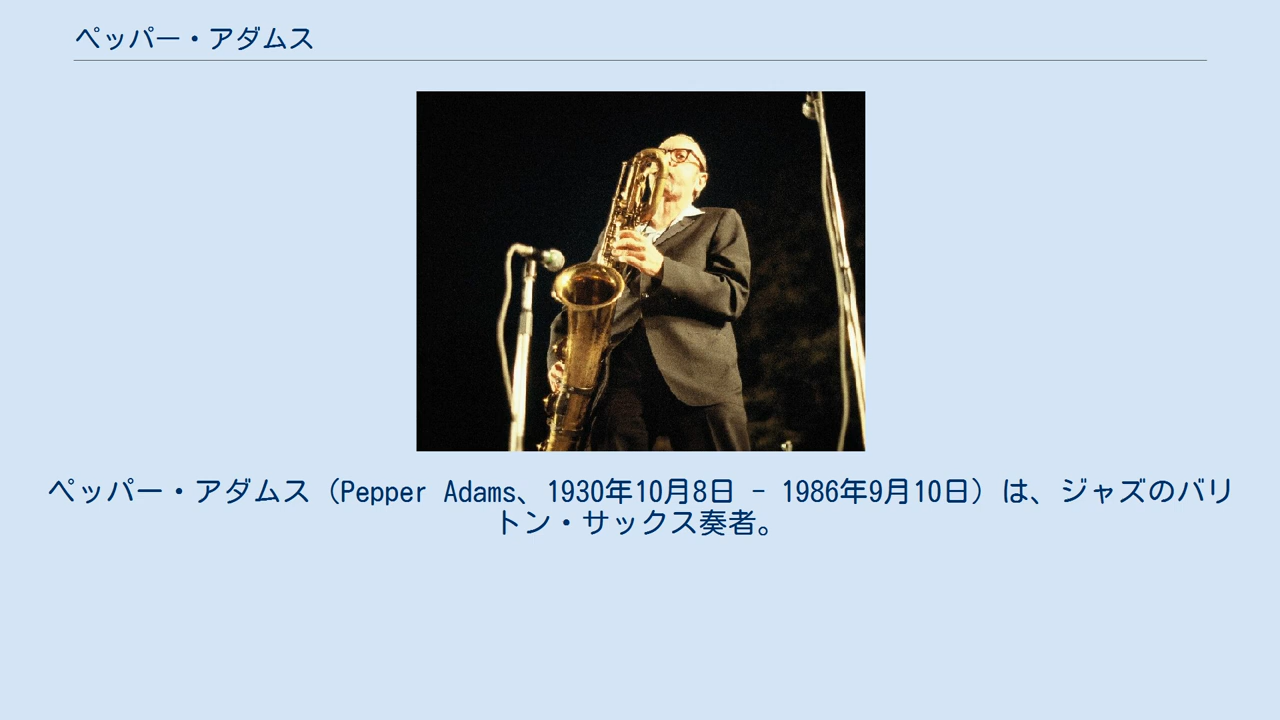 ペッパー・アダムス
ペッパー・アダムス（Pepper Adams、1930年10月8日 - 1986年9月10日）は、ジャズのバリ
トン・サックス奏者。